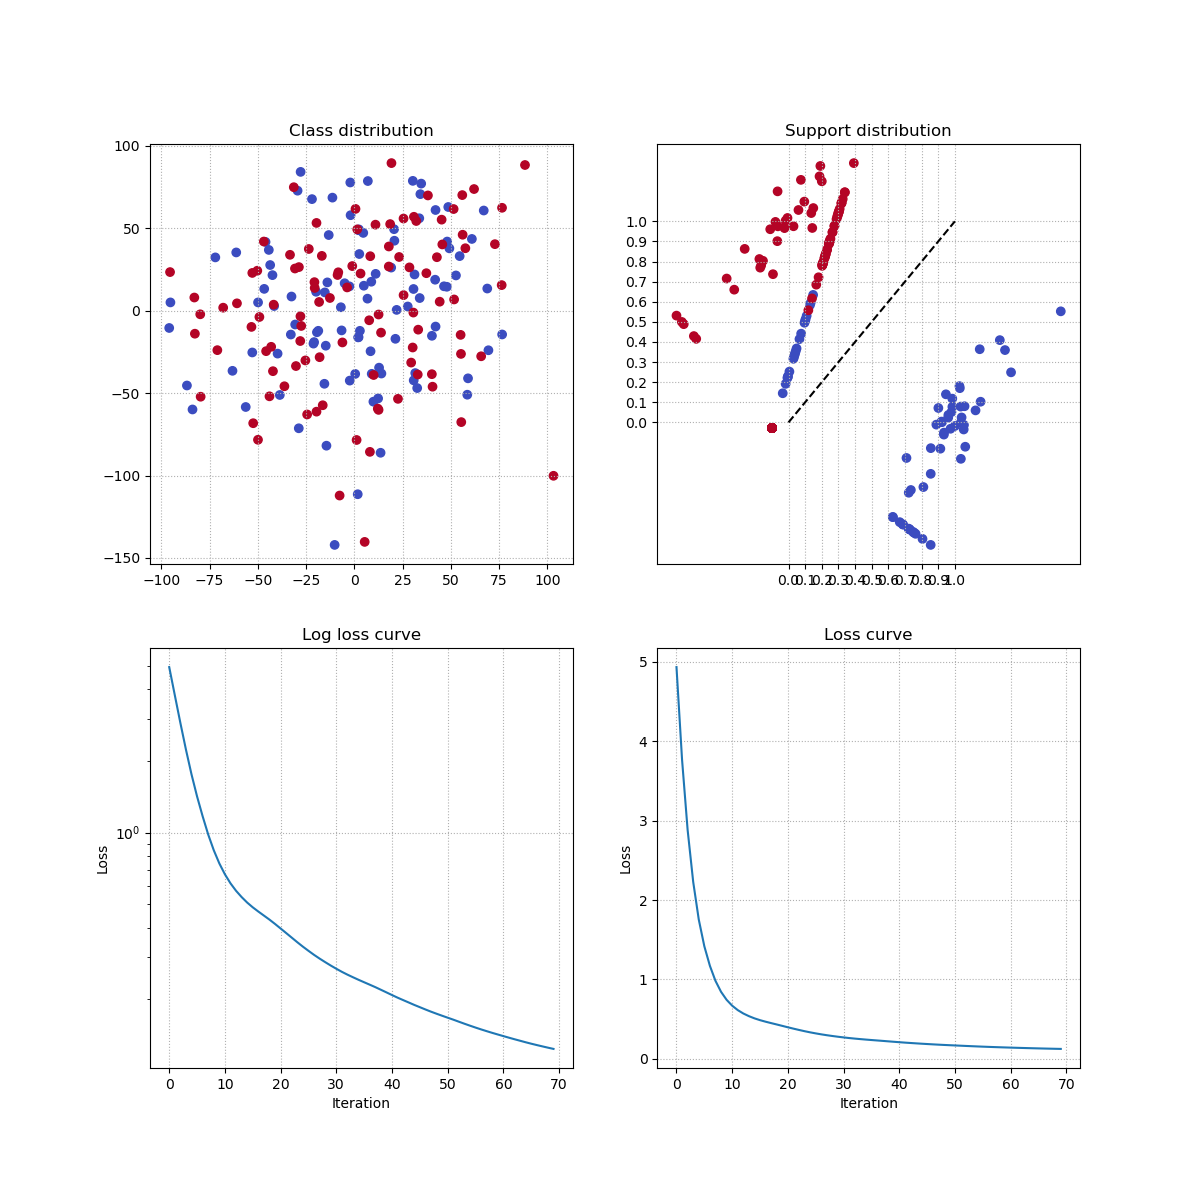 Class distribution
100
50
0
−50
−100
−150
−100 −75 −50 −25 0 25 50 75 100
Support distribution
1.0
0.9
0.8
0.7
0.6
0.5
0.4
0.3
0.2
0.1
0.0
0.0 0.1 0.2 0.3 0.4 0.5 0.6 0.7 0.8 0.9 1.0
Log loss curve
10⁰
Loss
0 10 20 30 40 50 60 70
Iteration
Loss curve
5
4
3
2
1
0
Loss
0 10 20 30 40 50 60 70
Iteration